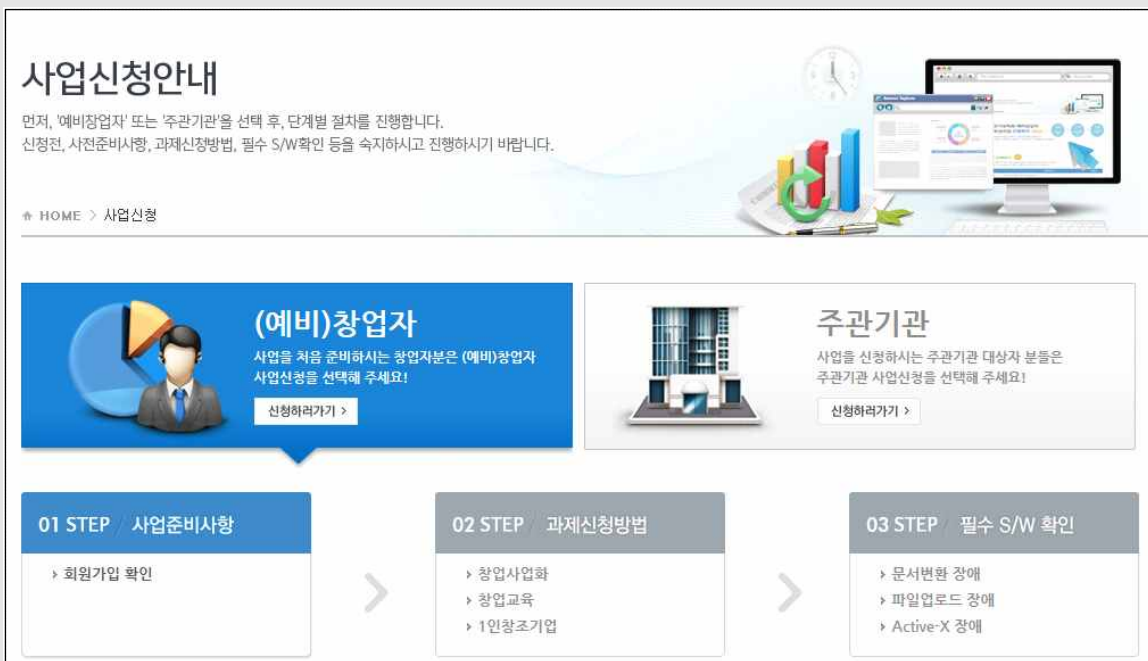 사업신청안내
먼저, '예비창업자' 또는 '주관기관'을 선택 후, 단계별 절차를 진행합니다.
신청전, 사전준비사항, 과제신청방법, 필수 S/W확인 등을 숙지하시고 진행하시기 바랍니다.
HOME > 사업신청
(예비)창업자
사업을 처음 준비하시는 창업자분은 (예비)창업자
사업신청을 선택해 주세요!
신청하러가기 >
주관기관
사업을 신청하시는 주관기관 대상자 분들은
주관기관 사업신청을 선택해 주세요!
신청하러가기 >
01 STEP / 사업준비사항
› 회원가입 확인
02 STEP / 과제신청방법
› 창업사업화
› 창업교육
› 1인창조기업
03 STEP / 필수 S/W 확인
› 문서변환 장애
› 파일업로드 장애
› Active-X 장애